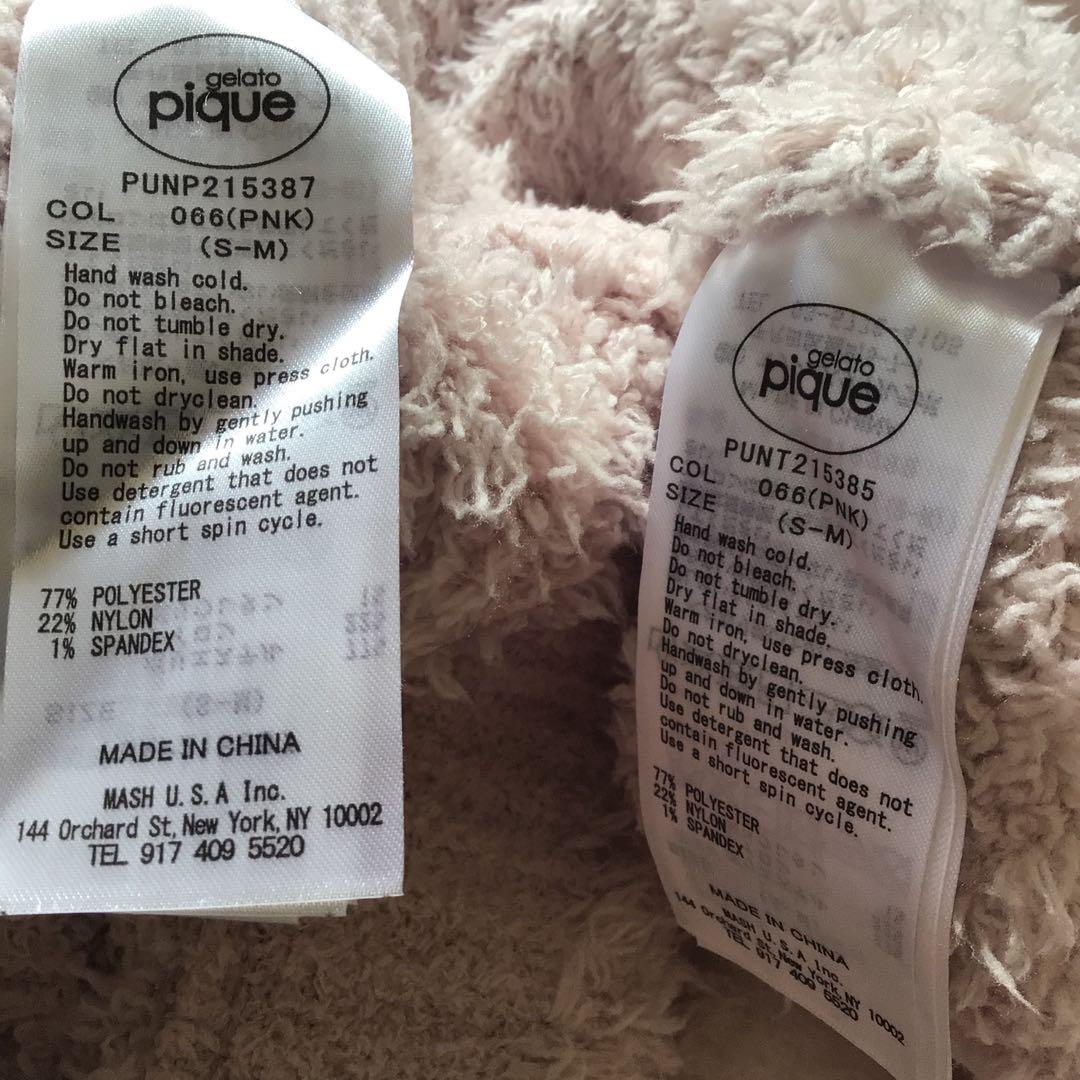 gelato
pique
PUNP215387
COL 066(PNK)
SIZE (S-M)
Hand wash cold.
Do not bleach.
Do not tumble dry.
Dry flat in shade.
Warm iron, use press cloth.
Do not dryclean.
Handwash by gently pushing
up and down in water.
Do not rub and wash.
Use detergent that does not
contain fluorescent agent.
Use a short spin cycle.
77% POLYESTER
22% NYLON
1% SPANDEX
MADE IN CHINA
MASH U.S.A Inc.
144 Orchard St, New York, NY 10002
TEL 917 409 5520
gelato
pique
PUNT215385
COL 066(PNK)
SIZE (S-M)
Hand wash cold.
Do not bleach.
Do not tumble dry.
Dry flat in shade.
Warm iron, use press cloth.
Do not dryclean.
Handwash by gently pushing
up and down in water.
Do not rub and wash.
Use detergent that does not
contain fluorescent agent.
Use a short spin cycle.
77% POLYESTER
22% NYLON
1% SPANDEX
MADE IN CHINA
MASH U.S.A Inc.
144 Orchard St, New York, NY 10002
TEL 917 409 5520